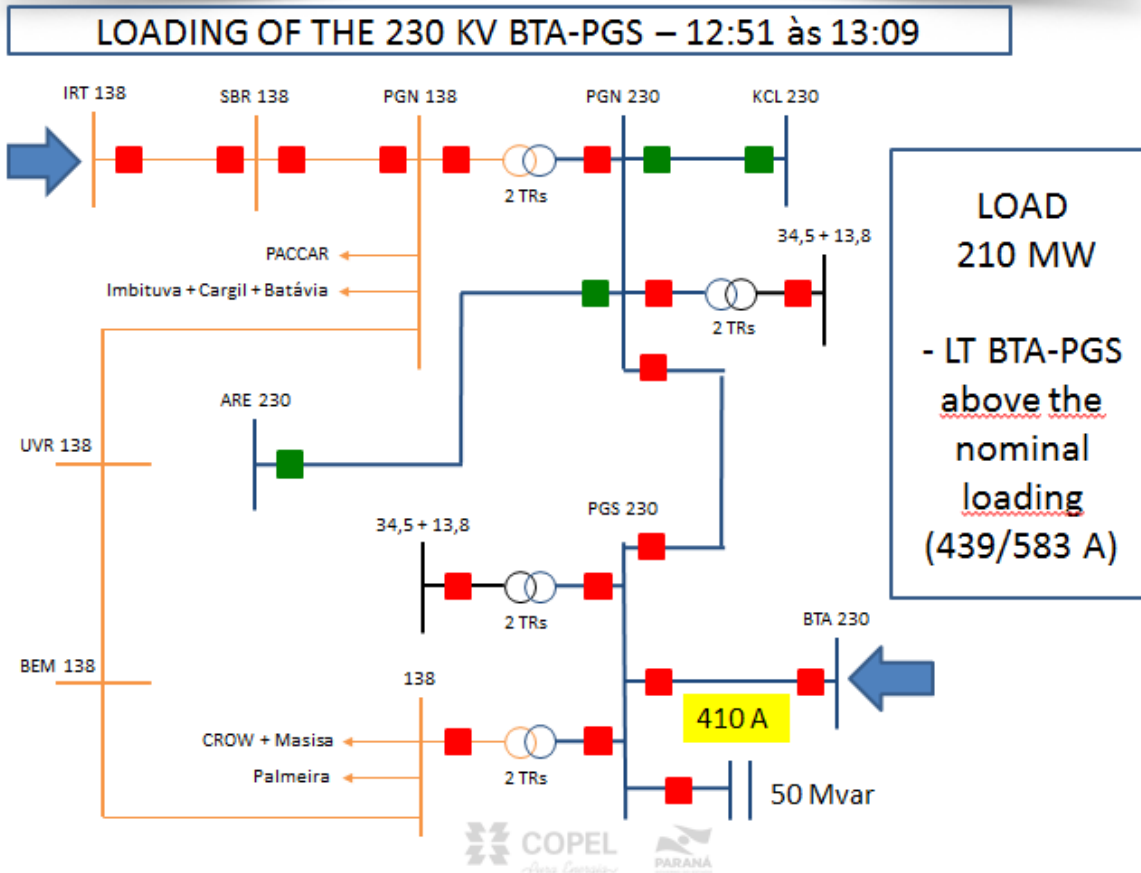 LOADING OF THE 230 KV BTA-PGS – 12:51 às 13:09
IRT 138
SBR 138
PGN 138
PGN 230
KCL 230
2 TRs
LOAD
210 MW
- LT BTA-PGS
above the
nominal
loading
(439/583 A)
PACCAR
34,5 + 13,8
Imbituva + Cargil + Batávia
2 TRs
ARE 230
UVR 138
34,5 + 13,8
PGS 230
2 TRs
BTA 230
BEM 138
138
410 A
CROW + Masisa
Palmeira
2 TRs
50 Mvar
COPEL
PARANÁ